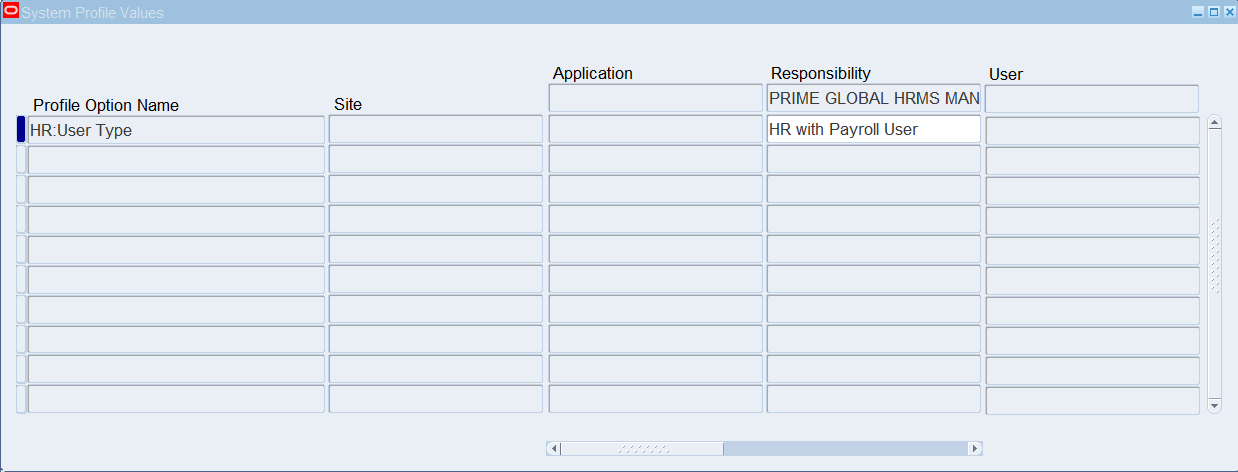 System Profile Values
Application Responsibility User
Profile Option Name Site
PRIME GLOBAL HRMS MAN
HR:User Type HR with Payroll User